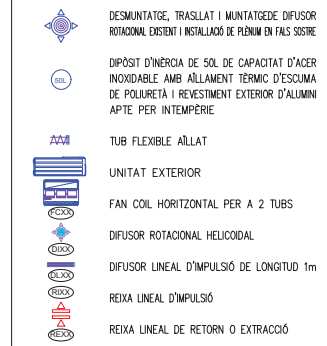 DESMUNTATGE, TRASLLAT I MUNTATGEDE DIFUSOR
ROTACIONAL EXISTENT I INSTAL·LACIÓ DE PLÈNUM EN FALS SOSTRE
50L
DIPÒSIT D'INÈRCIA DE 50L DE CAPACITAT D'ACER
INOXIDABLE AMB AÏLLAMENT TÈRMIC D'ESCUMA
DE POLIURETÀ I REVESTIMENT EXTERIOR D'ALUMINI
APTE PER INTEMPÈRIE
TUB FLEXIBLE AÏLLAT
UNITAT EXTERIOR
FAN COIL HORITZONTAL PER A 2 TUBS
FCXX
DIFUSOR ROTACIONAL HELICOIDAL
DIXX
DIFUSOR LINEAL D'IMPULSIÓ DE LONGITUD 1m
DLXX
RIXX
REIXA LINEAL D'IMPULSIÓ
REIXA LINEAL DE RETORN O EXTRACCIÓ
REXX